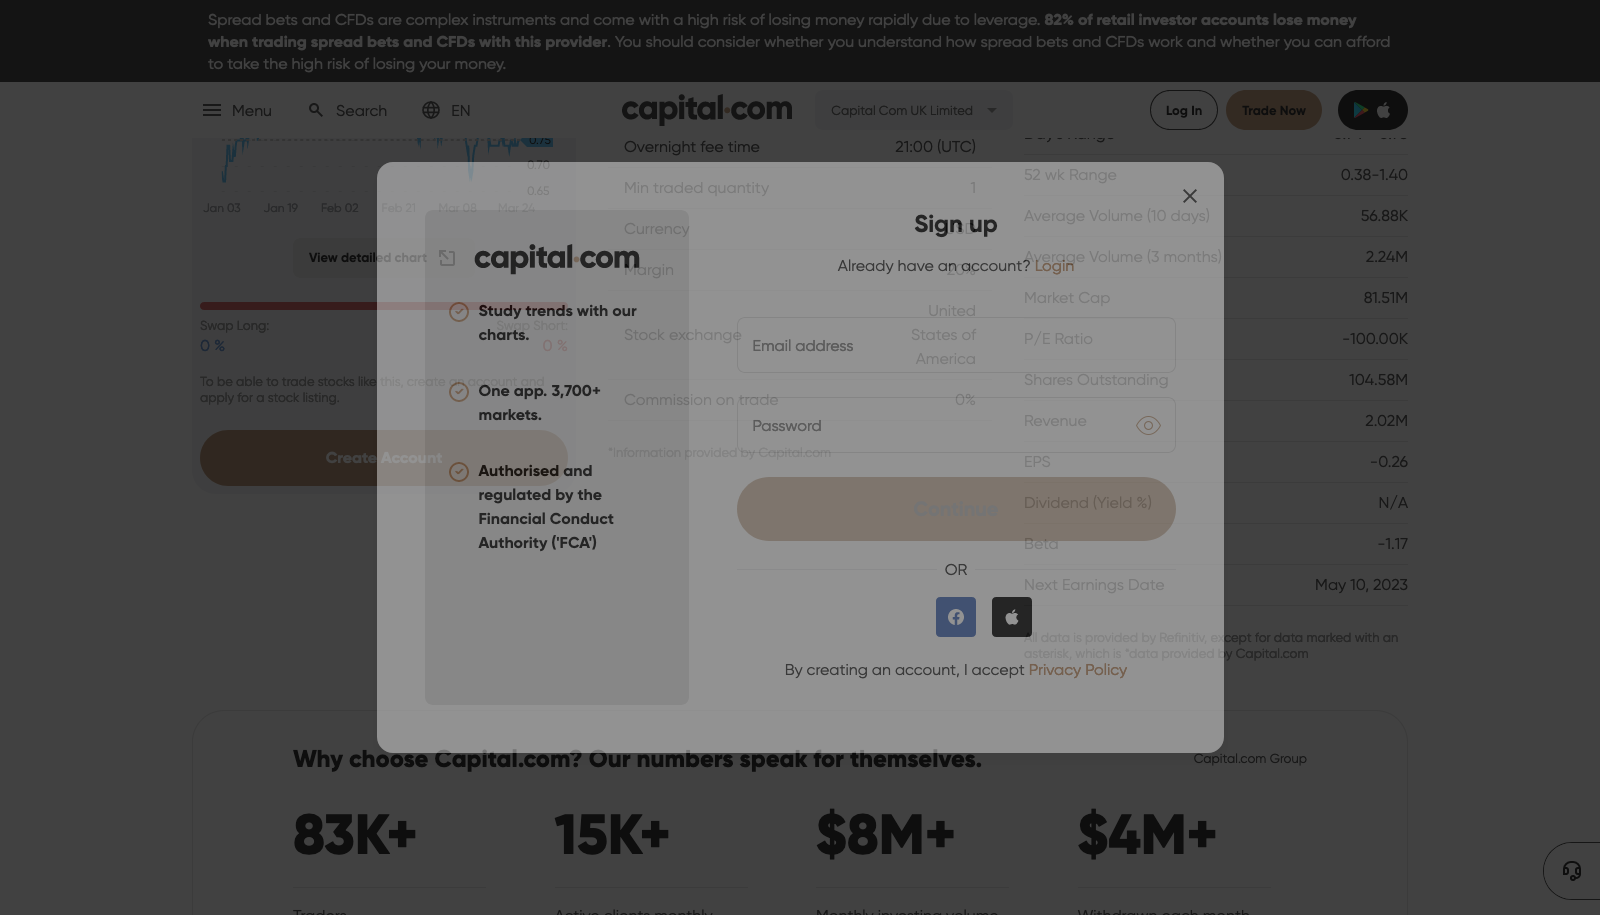 Spread bets and CFDs are complex instruments and come with a high risk of losing money rapidly due to leverage. 82% of retail investor accounts lose money
when trading spread bets and CFDs with this provider. You should consider whether you understand how spread bets and CFDs work and whether you can afford
to take the high risk of losing your money.
Menu
Search
EN
capital.com
Capital Com UK Limited
Log In
Trade Now
0.75
0.70
0.65
Jan 03
Jan 19
Feb 02
Feb 21
Mar 08
Mar 24
View detailed chart
Swap Long:
0 %
Swap Short:
0 %
To be able to trade stocks like this, create an account and
apply for a stock listing.
Create Account
Overnight fee time
21:00 (UTC)
Min traded quantity
1
Currency
Margin
20%
Stock exchange
United
States of
America
Commission on trade
0%
*Information provided by Capital.com
52 wk Range
0.38-1.40
Average Volume (10 days)
56.88K
Average Volume (3 months)
2.24M
Market Cap
81.51M
P/E Ratio
-100.00K
Shares Outstanding
104.58M
Revenue
2.02M
EPS
-0.26
Dividend (Yield %)
N/A
Beta
-1.17
Next Earnings Date
May 10, 2023
All data is provided by Refinitiv, except for data marked with an
asterisk, which is *data provided by Capital.com
capital.com
Study trends with our
charts.
One app. 3,700+
markets.
Authorised and
regulated by the
Financial Conduct
Authority ('FCA')
Sign up
Already have an account? Login
Email address
Password
Continue
OR
By creating an account, I accept Privacy Policy
Why choose Capital.com? Our numbers speak for themselves.
Capital.com Group
83K+
15K+
$8M+
$4M+
Traders
Active clients monthly
Monthly investing volume
Withdrawn each month